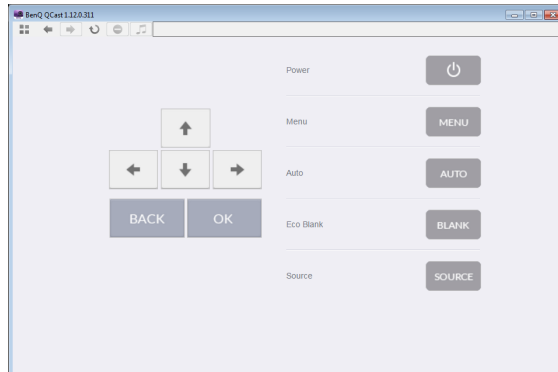 BenQ QCast 1.12.0.311
Power
Menu
MENU
Auto
AUTO
BACK
OK
Eco Blank
BLANK
Source
SOURCE